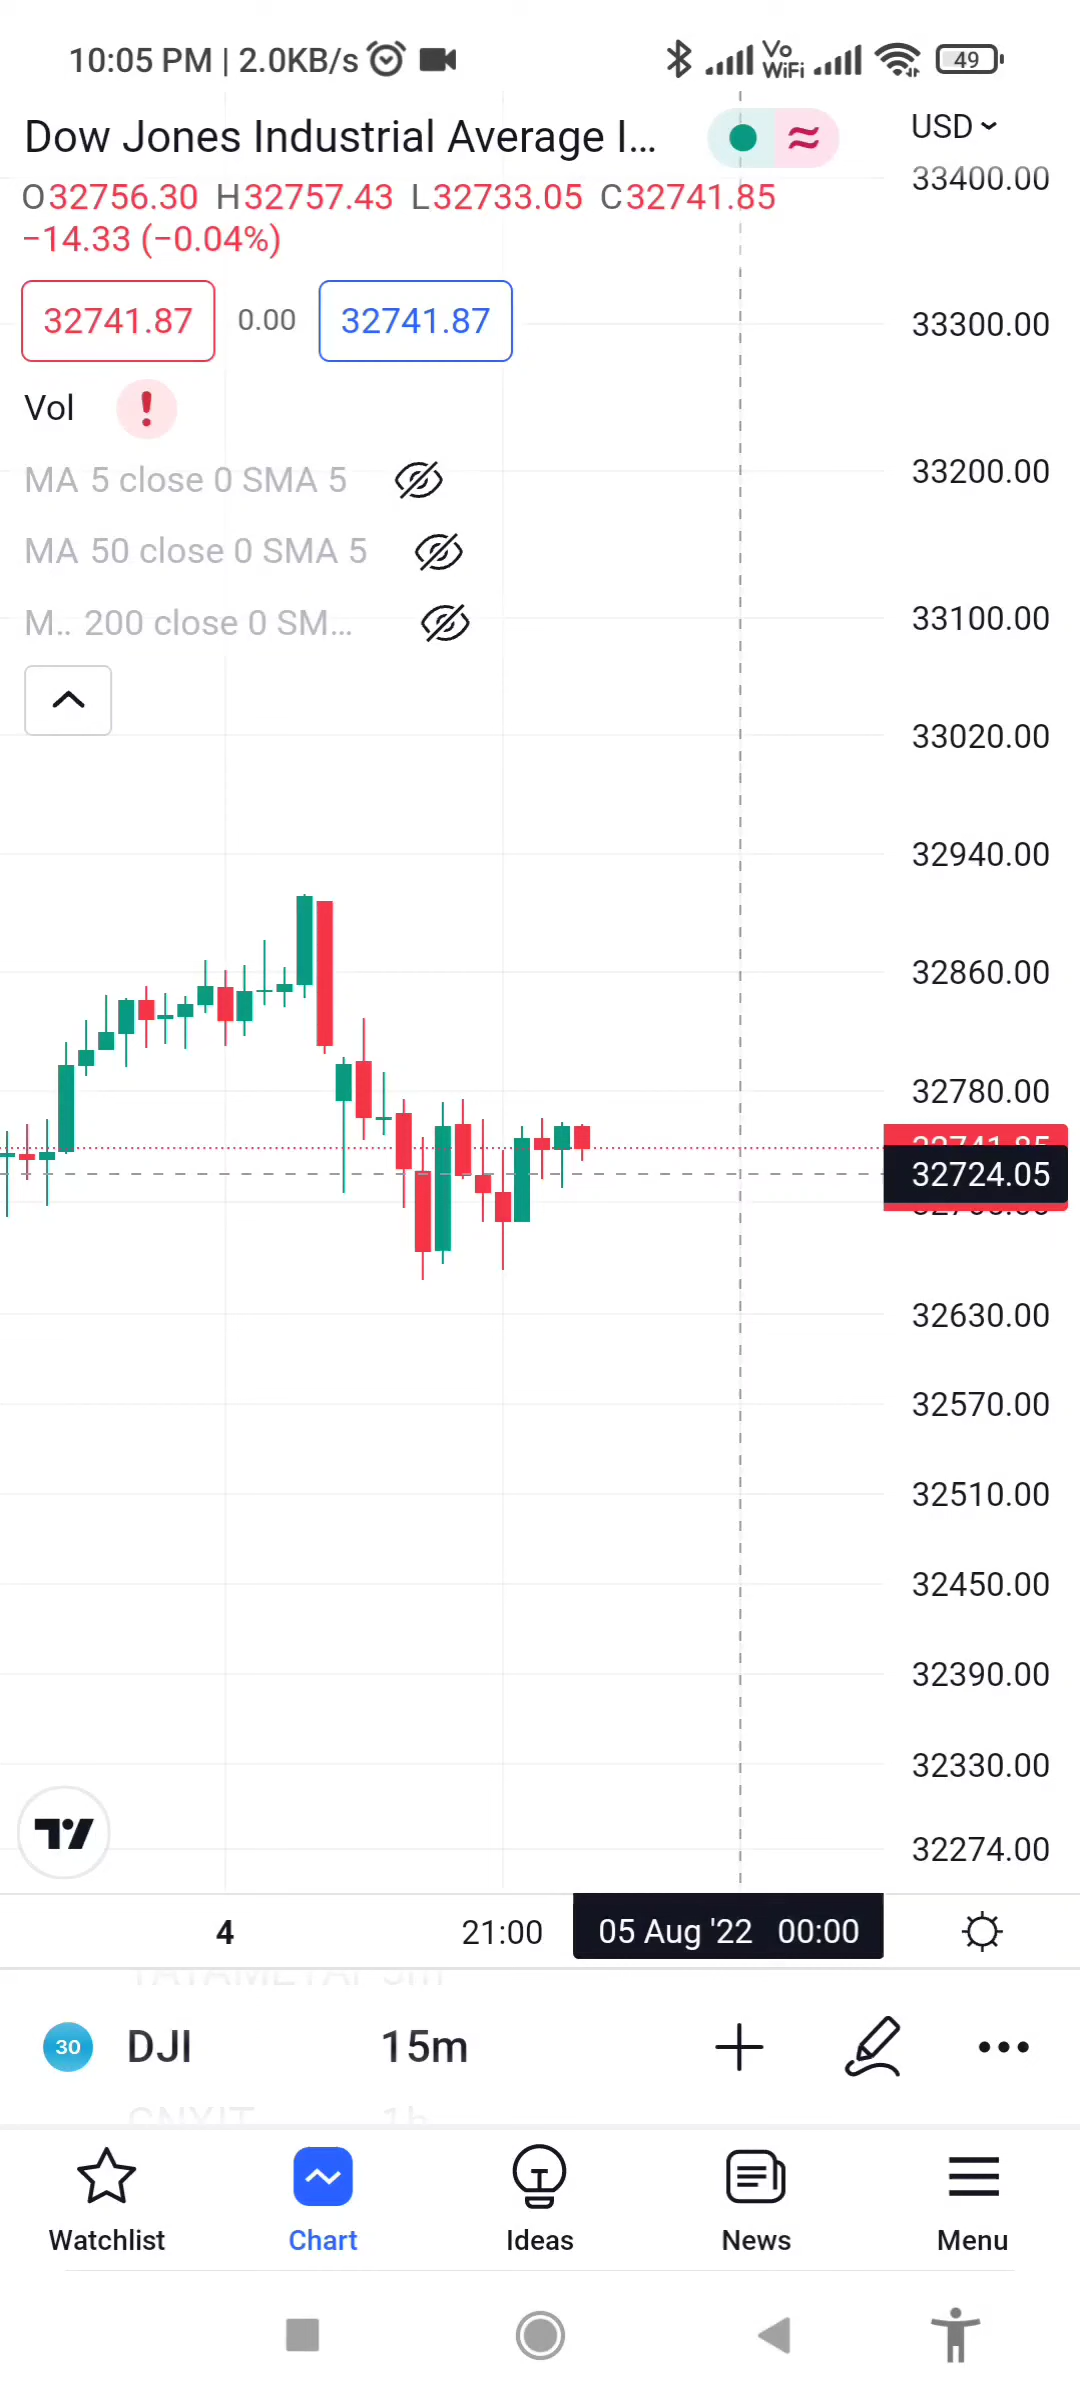 10:05 PM | 2.0KB/s Vo WiFi 49
Dow Jones Industrial Average I...
USD
33400.00
O32756.30 H32757.43 L32733.05 C32741.85
−14.33 (−0.04%)
32741.87 0.00 32741.87
33300.00
Vol
MA 5 close 0 SMA 5
33200.00
MA 50 close 0 SMA 5
M.. 200 close 0 SM...
33100.00
33020.00
32940.00
32860.00
32780.00
32741.85
32724.05
32630.00
32570.00
32510.00
32450.00
32390.00
32330.00
32274.00
4 21:00 05 Aug '22 00:00
30 DJI 15m
Watchlist Chart Ideas News Menu